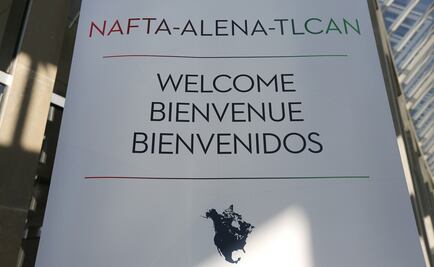 NAFTA-ALENA-TLCAN
WELCOME
BIENVENUE
BIENVENIDOS